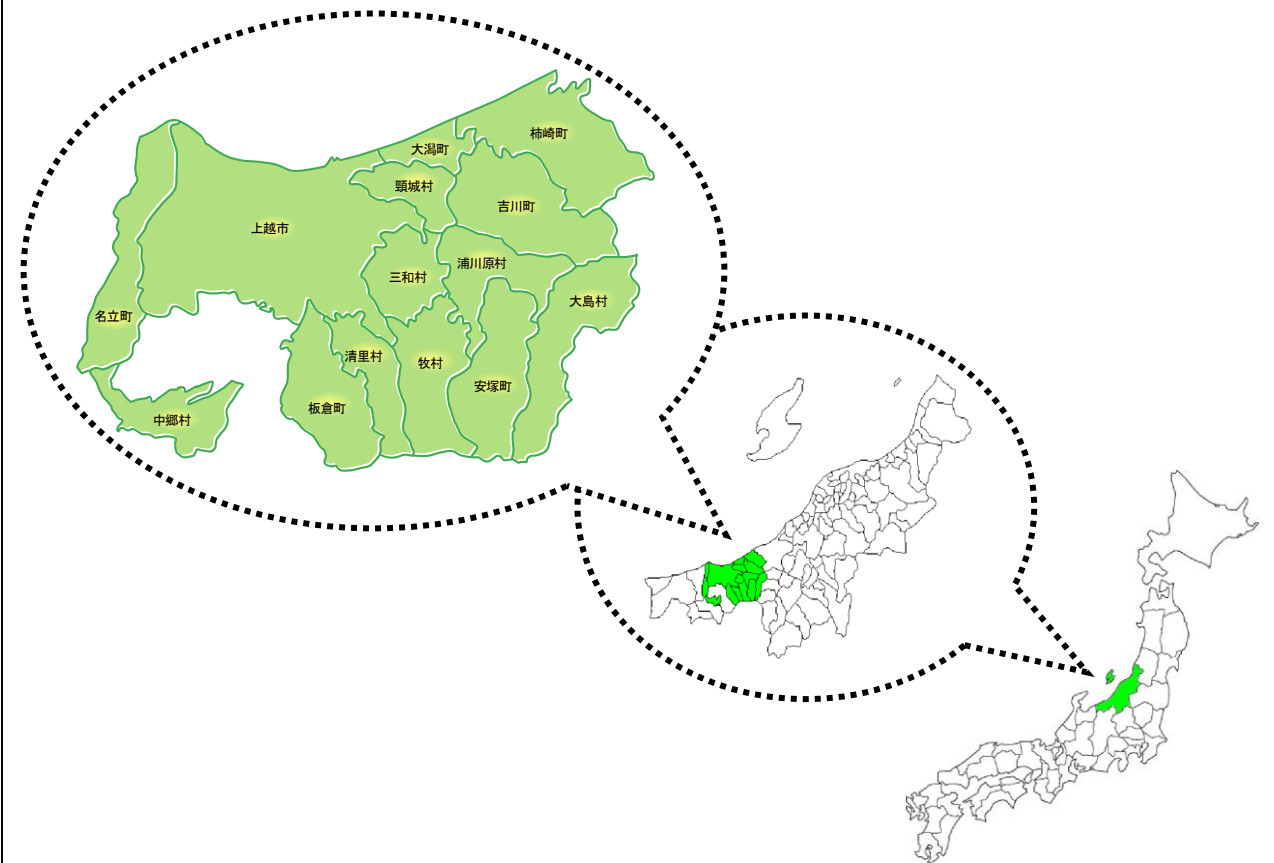 柿崎町
大潟町
頸城村
吉川町
上越市
浦川原村
三和村
大島村
名立町
清里村
牧村
安塚町
板倉町
中郷村